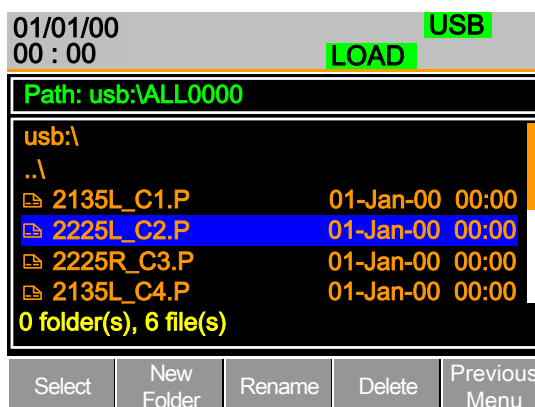 01/01/00 USB
00 : 00 LOAD
Path: usb:\ALL0000
usb:\
..\
2135L_C1.P 01-Jan-00 00:00
2225L_C2.P 01-Jan-00 00:00
2225R_C3.P 01-Jan-00 00:00
2135L_C4.P 01-Jan-00 00:00
0 folder(s), 6 file(s)
Select New Folder Rename Delete Previous Menu